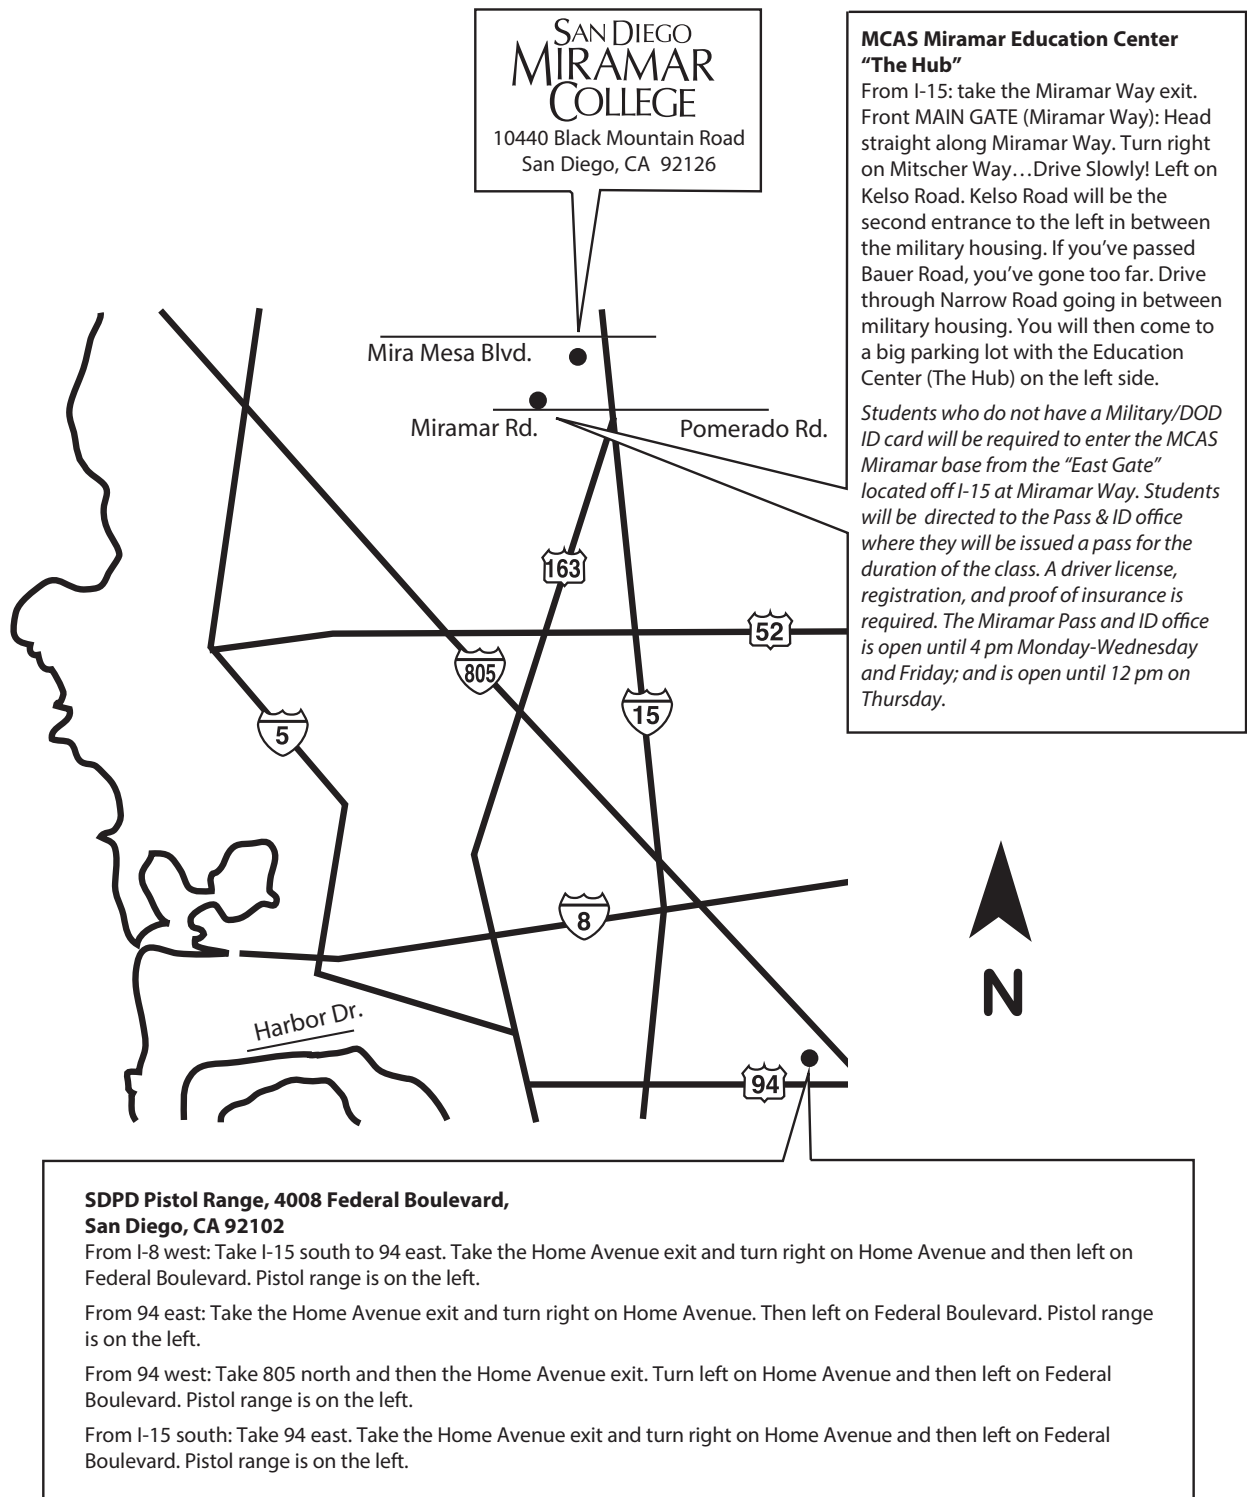 SAN DIEGO
MIRAMAR
COLLEGE
10440 Black Mountain Road
San Diego, CA  92126
MCAS Miramar Education Center
“The Hub”
From I-15: take the Miramar Way exit.
Front MAIN GATE (Miramar Way): Head
straight along Miramar Way. Turn right
on Mitscher Way…Drive Slowly! Left on
Kelso Road. Kelso Road will be the
second entrance to the left in between
the military housing. If you’ve passed
Bauer Road, you’ve gone too far. Drive
through Narrow Road going in between
military housing. You will then come to
a big parking lot with the Education
Center (The Hub) on the left side.
Students who do not have a Military/DOD
ID card will be required to enter the MCAS
Miramar base from the “East Gate”
located off I-15 at Miramar Way. Students
will be  directed to the Pass & ID office
where they will be issued a pass for the
duration of the class. A driver license,
registration, and proof of insurance is
required. The Miramar Pass and ID office
is open until 4 pm Monday-Wednesday
and Friday; and is open until 12 pm on
Thursday.
Mira Mesa Blvd.
Miramar Rd.
Pomerado Rd.
163
52
805
15
5
8
N
Harbor Dr.
94
SDPD Pistol Range, 4008 Federal Boulevard,
San Diego, CA 92102
From I-8 west: Take I-15 south to 94 east. Take the Home Avenue exit and turn right on Home Avenue and then left on
Federal Boulevard. Pistol range is on the left.
From 94 east: Take the Home Avenue exit and turn right on Home Avenue. Then left on Federal Boulevard. Pistol range
is on the left.
From 94 west: Take 805 north and then the Home Avenue exit. Turn left on Home Avenue and then left on Federal
Boulevard. Pistol range is on the left.
From I-15 south: Take 94 east. Take the Home Avenue exit and turn right on Home Avenue and then left on Federal
Boulevard. Pistol range is on the left.